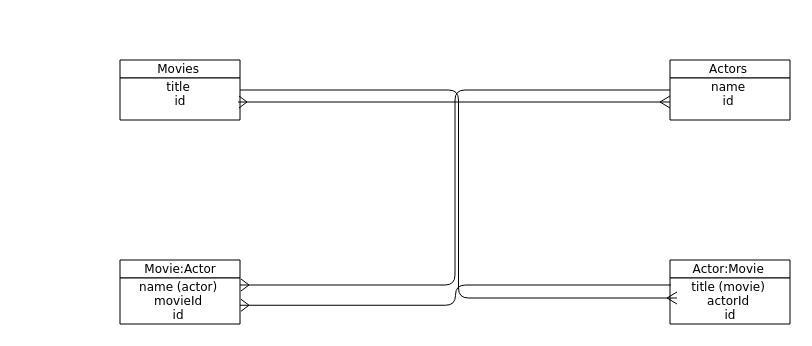 Movies
title
id
Actors
name
id
Movie:Actor
name (actor)
movieId
id
Actor:Movie
title (movie)
actorId
id